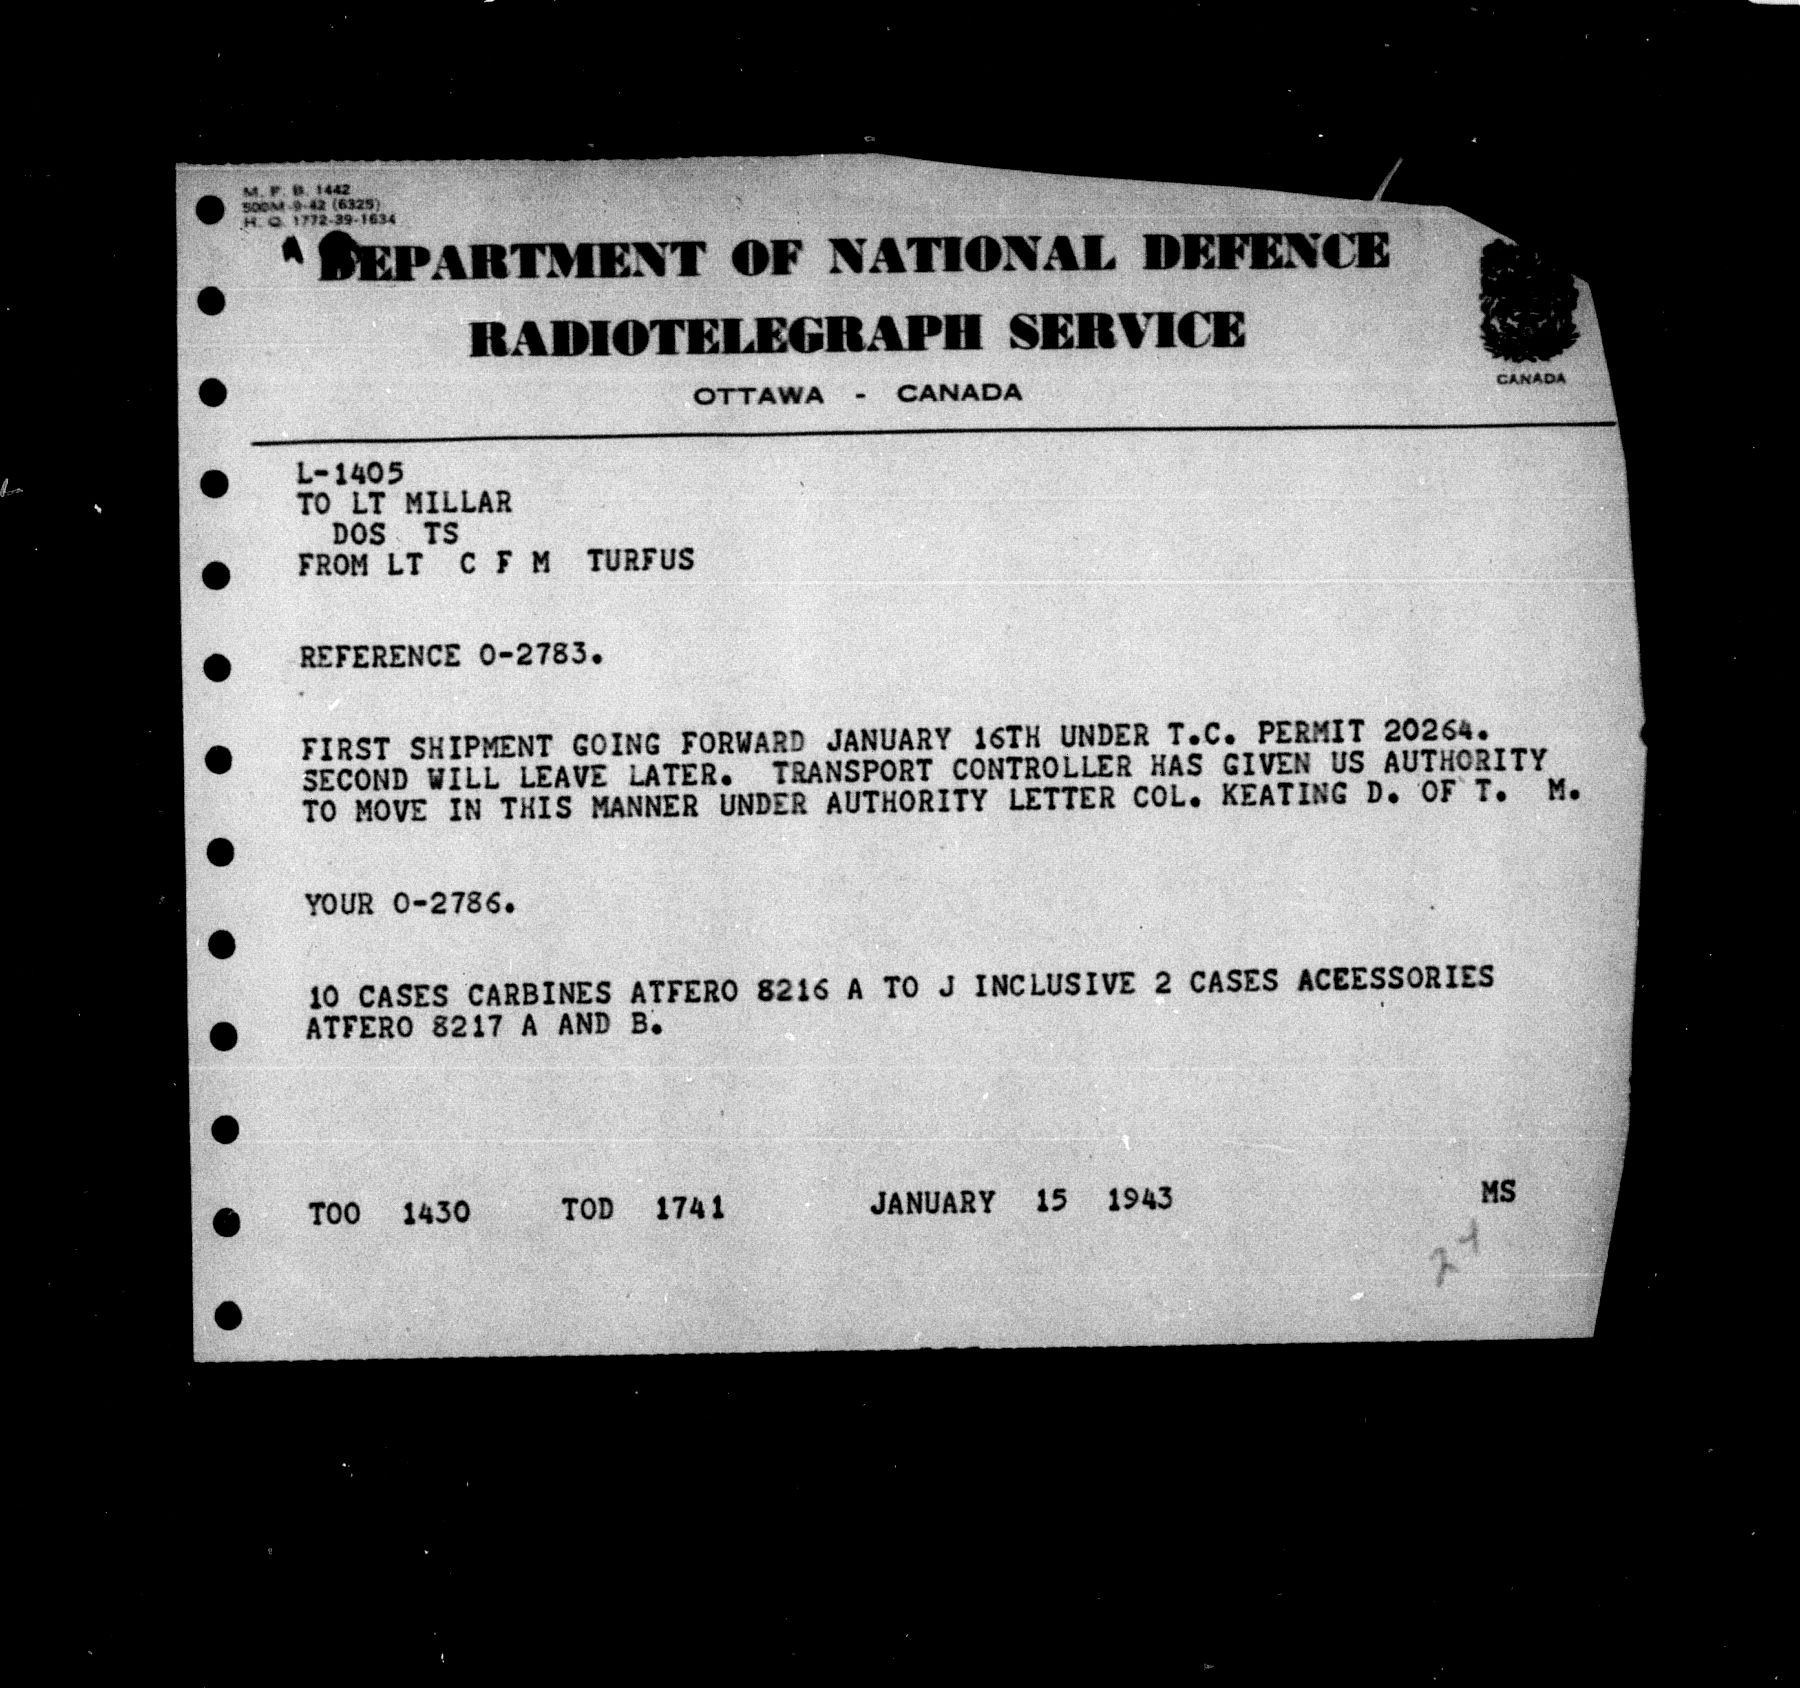 M. F. B. 1442
500M-9-42 (6325)
H. Q. 1772-39-1634
DEPARTMENT OF NATIONAL DEFENCE
RADIOTELEGRAPH SERVICE
OTTAWA - CANADA
CANADA
L-1405
TO LT MILLAR
DOS TS
FROM LT C F M TURFUS
REFERENCE O-2783.
FIRST SHIPMENT GOING FORWARD JANUARY 16TH UNDER T.C. PERMIT 20264.
SECOND WILL LEAVE LATER. TRANSPORT CONTROLLER HAS GIVEN US AUTHORITY
TO MOVE IN THIS MANNER UNDER AUTHORITY LETTER COL. KEATING D. OF T. M.
YOUR O-2786.
10 CASES CARBINES ATFERO 8216 A TO J INCLUSIVE 2 CASES ACEESSORIES
ATFERO 8217 A AND B.
TOO 1430 TOD 1741 JANUARY 15 1943 MS